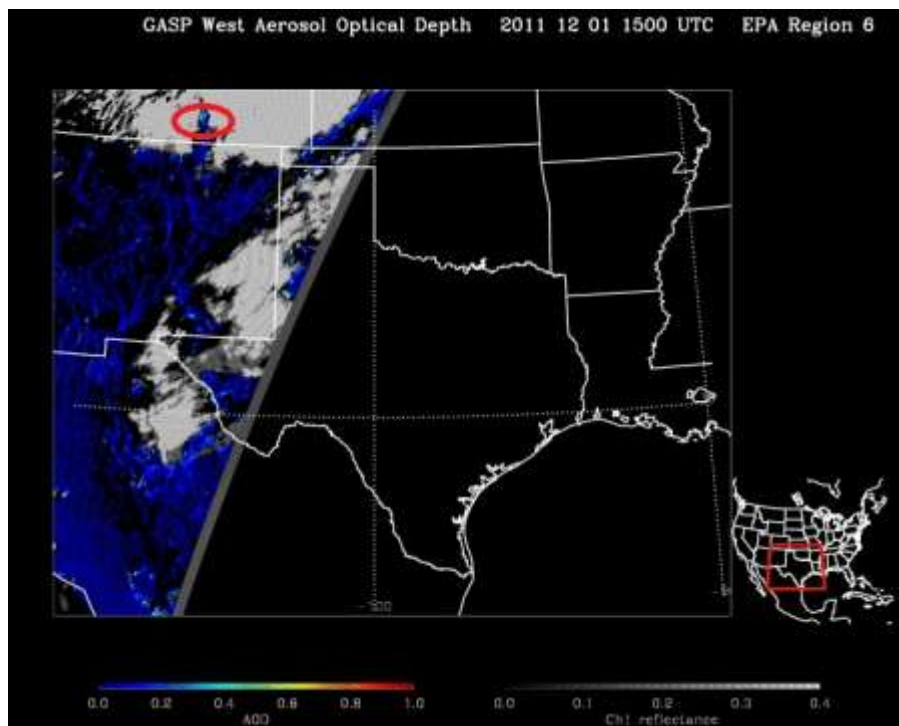 GASP West Aerosol Optical Depth 2011 12 01 1500 UTC EPA Region 6
0.0 0.2 0.4 0.6 0.8 1.0
AOD
0.0 0.1 0.2 0.3 0.4
Ch1 reflectance